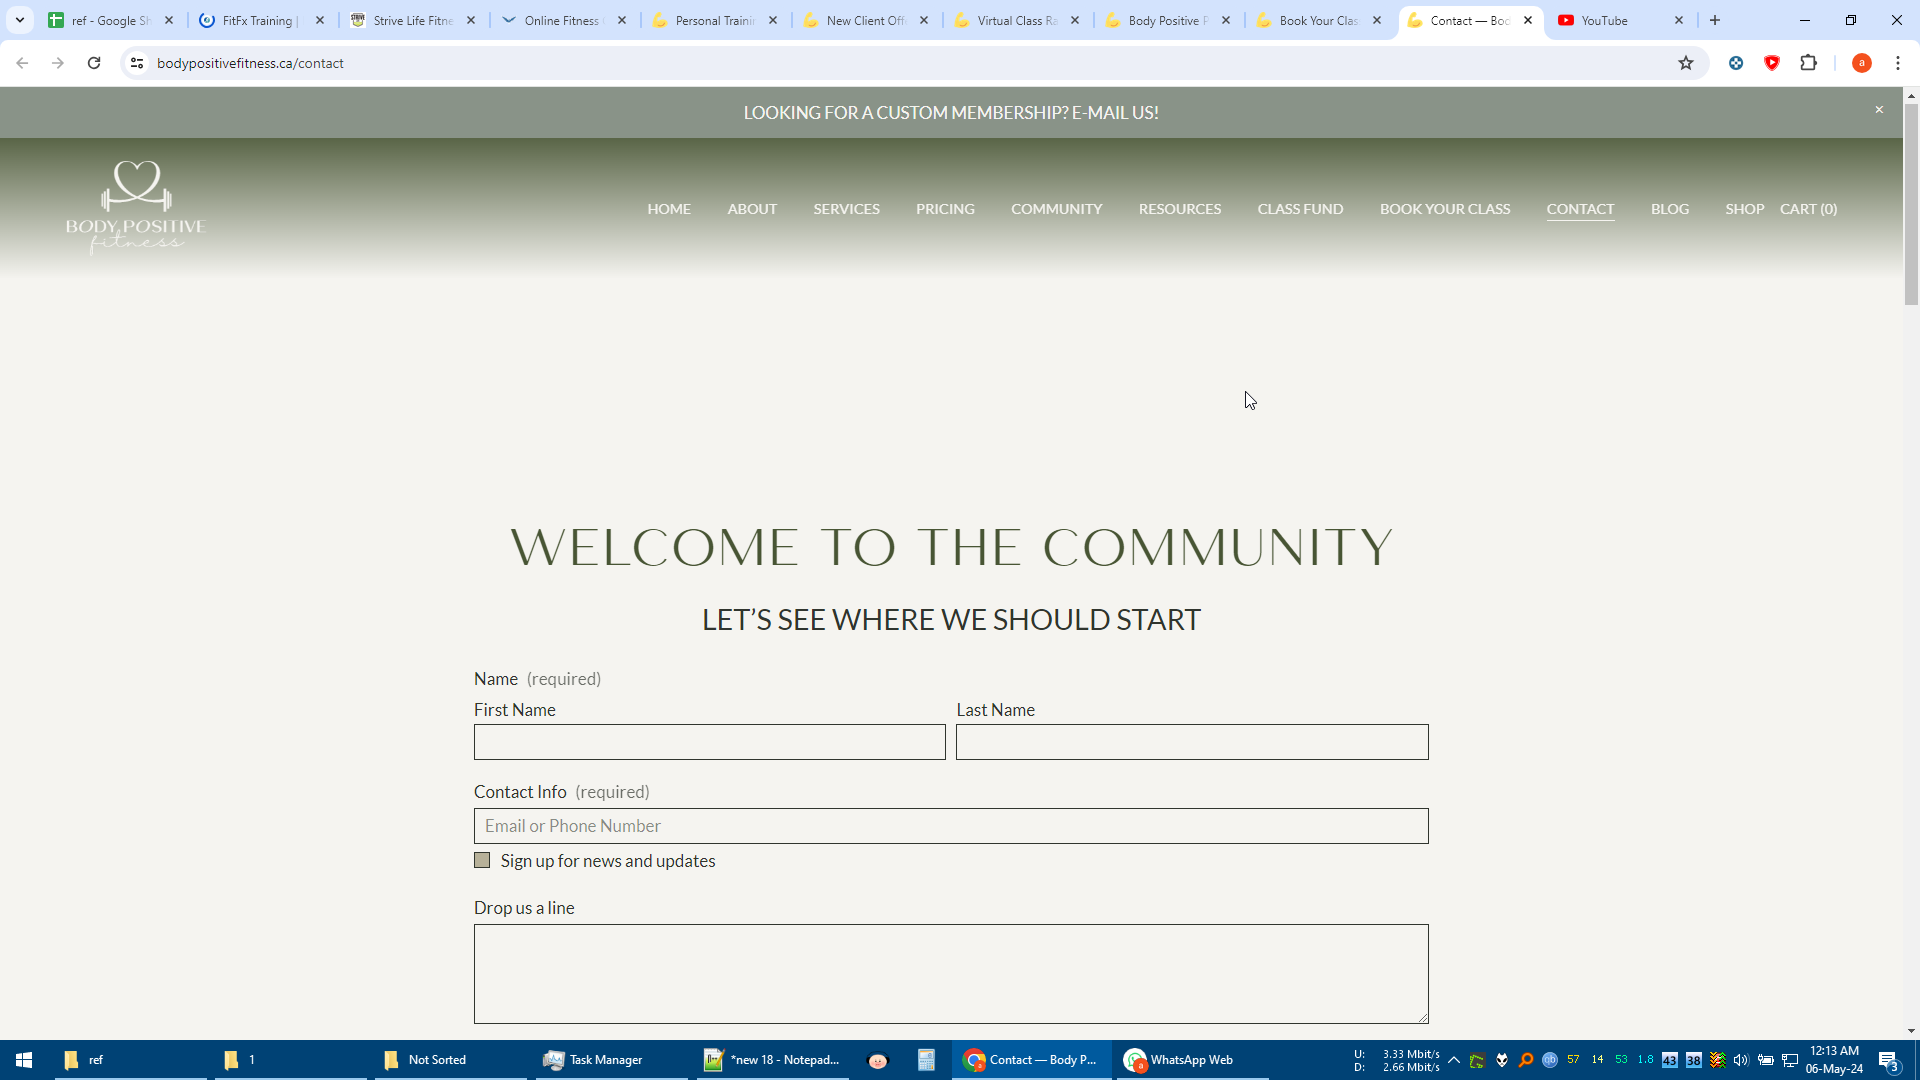 ref - Google Sh
FitFx Training |
Strive Life Fitne
Online Fitness
Personal Trainin
New Client Off
Virtual Class Ra
Body Positive
Book Your Clas
Contact — Bod
YouTube
bodypositivefitness.ca/contact
a
LOOKING FOR A CUSTOM MEMBERSHIP? E-MAIL US!
BODY POSITIVE
fitness
HOME ABOUT SERVICES PRICING COMMUNITY RESOURCES CLASS FUND BOOK YOUR CLASS CONTACT BLOG SHOP CART (0)
WELCOME TO THE COMMUNITY
LET’S SEE WHERE WE SHOULD START
Name (required)
First Name Last Name
Contact Info (required)
Email or Phone Number
Sign up for news and updates
Drop us a line
ref
1
Not Sorted
Task Manager
*new 18 - Notepad...
Contact — Body P...
WhatsApp Web
U: 3.33 Mbit/s
D: 2.66 Mbit/s
57 14 53 1.8 43 38
12:13 AM
06-May-24
3